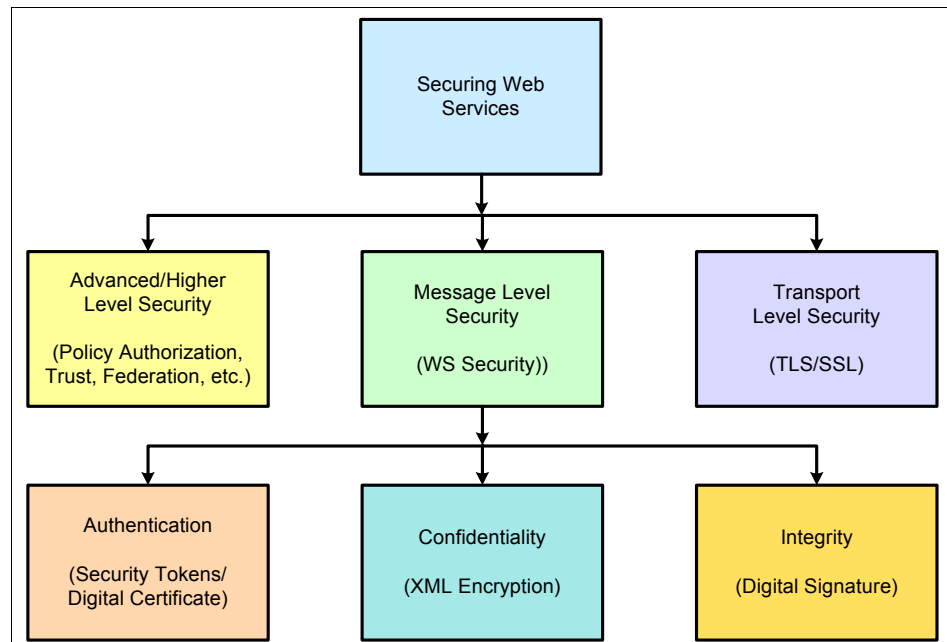 Securing Web
Services
Advanced/Higher
Level Security
(Policy Authorization,
Trust, Federation, etc.)
Message Level
Security
(WS Security))
Transport
Level Security
(TLS/SSL)
Authentication
(Security Tokens/
Digital Certificate)
Confidentiality
(XML Encryption)
Integrity
(Digital Signature)